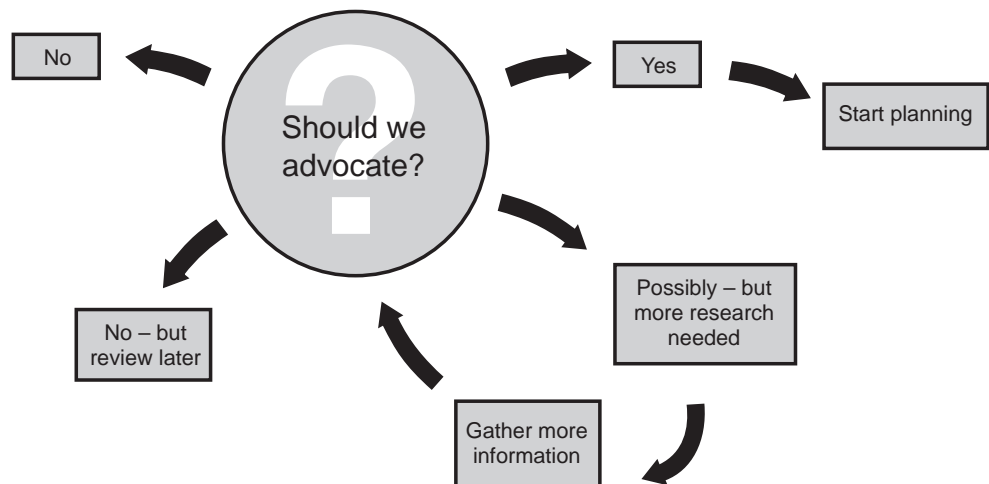 No
?
Should we
advocate?
Yes
Start planning
Possibly – but
more research
needed
No – but
review later
Gather more
information